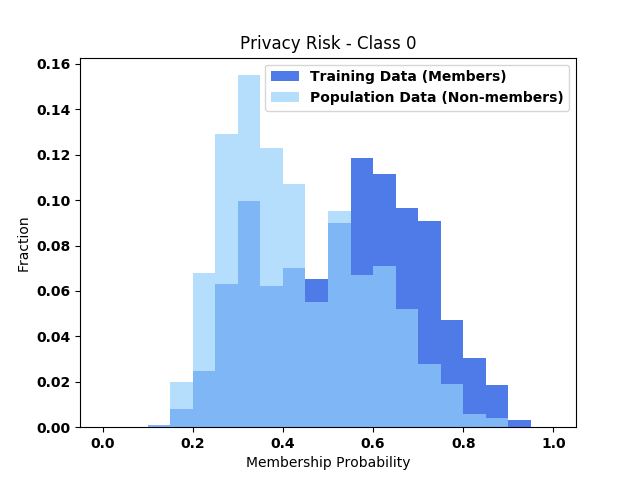 Privacy Risk - Class 0
Training Data (Members)
Population Data (Non-members)
0.16
0.14
0.12
0.10
0.08
0.06
0.04
0.02
0.00
Fraction
0.0 0.2 0.4 0.6 0.8 1.0
Membership Probability